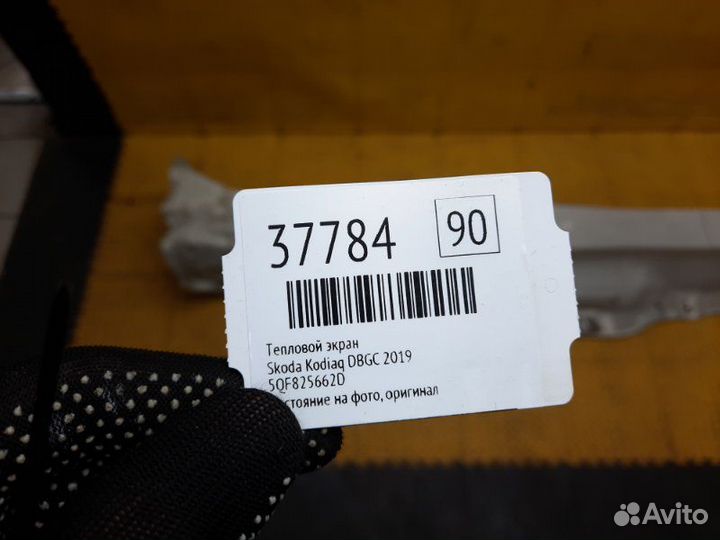 37784 90
Тепловой экран
Skoda Kodiaq DBGC 2019
5QF825662D
стояние на фото, оригинал
Avito